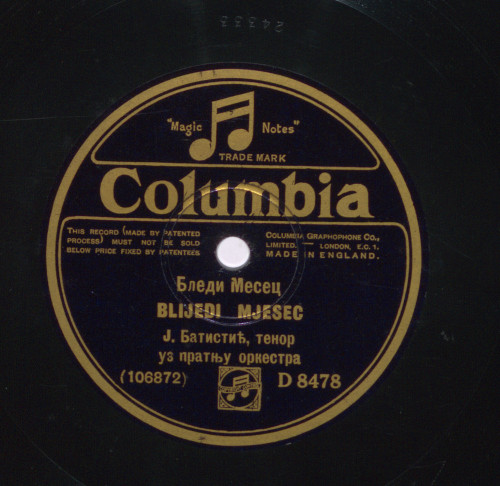 24333
"Magic Notes"
TRADE MARK
Columbia
THIS RECORD (MADE BY PATENTED
PROCESS) MUST NOT BE SOLD
BELOW PRICE FIXED BY PATENTEES
COLUMBIA GRAPHOPHONE CO.,
LIMITED. — LONDON, E.C. 1.
MADE IN ENGLAND.
Бледи Месец
BLIJEDI MJESEC
Ј. Батистић, тенор
уз пратњу оркестра
(106872)
D 8478